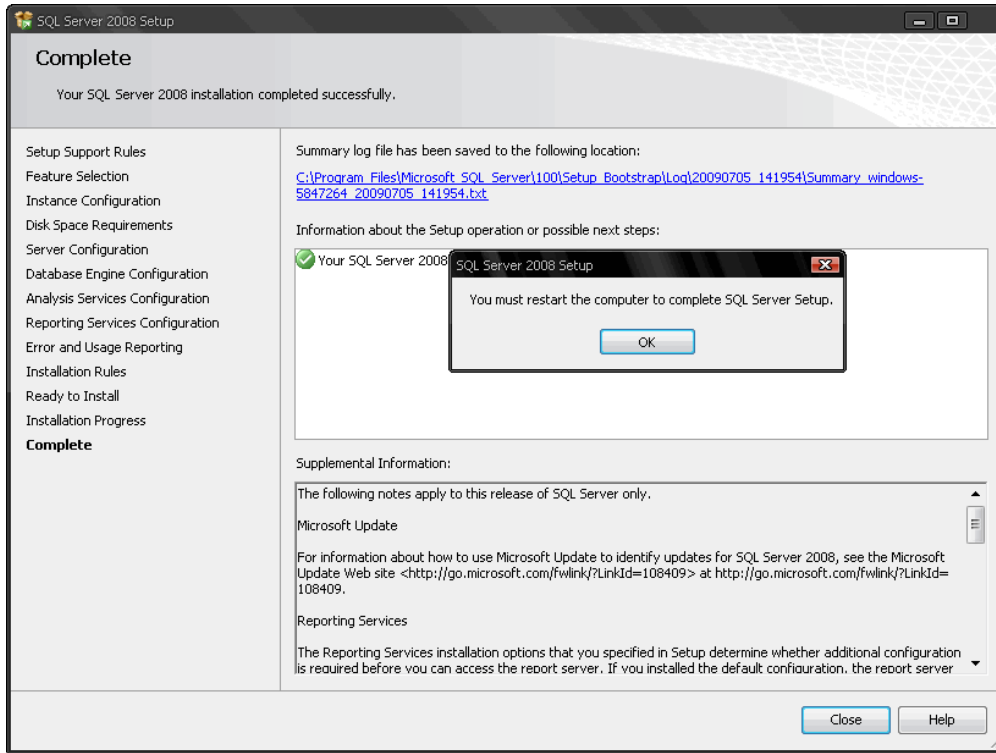 SQL Server 2008 Setup
Complete
Your SQL Server 2008 installation completed successfully.
Setup Support Rules
Feature Selection
Instance Configuration
Disk Space Requirements
Server Configuration
Database Engine Configuration
Analysis Services Configuration
Reporting Services Configuration
Error and Usage Reporting
Installation Rules
Ready to Install
Installation Progress
Complete
Summary log file has been saved to the following location:
C:\Program Files\Microsoft SQL Server\100\Setup Bootstrap\Log\20090705_141954\Summary_windows-
5847264_20090705_141954.txt
Information about the Setup operation or possible next steps:
Your SQL Server 2008
SQL Server 2008 Setup
You must restart the computer to complete SQL Server Setup.
OK
Supplemental Information:
The following notes apply to this release of SQL Server only.
Microsoft Update
For information about how to use Microsoft Update to identify updates for SQL Server 2008, see the Microsoft
Update Web site <http://go.microsoft.com/fwlink/?LinkId=108409> at http://go.microsoft.com/fwlink/?LinkId=
108409.
Reporting Services
The Reporting Services installation options that you specified in Setup determine whether additional configuration
is required before you can access the report server. If you installed the default configuration, the report server
Close
Help